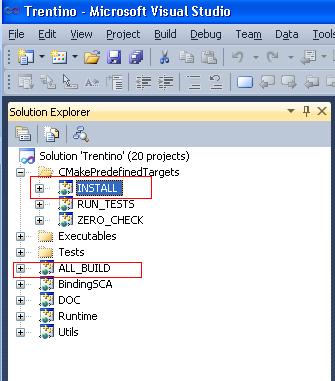 Trentino - Microsoft Visual Studio
File Edit View Project Build Debug Team Data Tools
Solution Explorer
Solution 'Trentino' (20 projects)
CMakePredefinedTargets
INSTALL
RUN_TESTS
ZERO_CHECK
Executables
Tests
ALL_BUILD
BindingSCA
DOC
Runtime
Utils